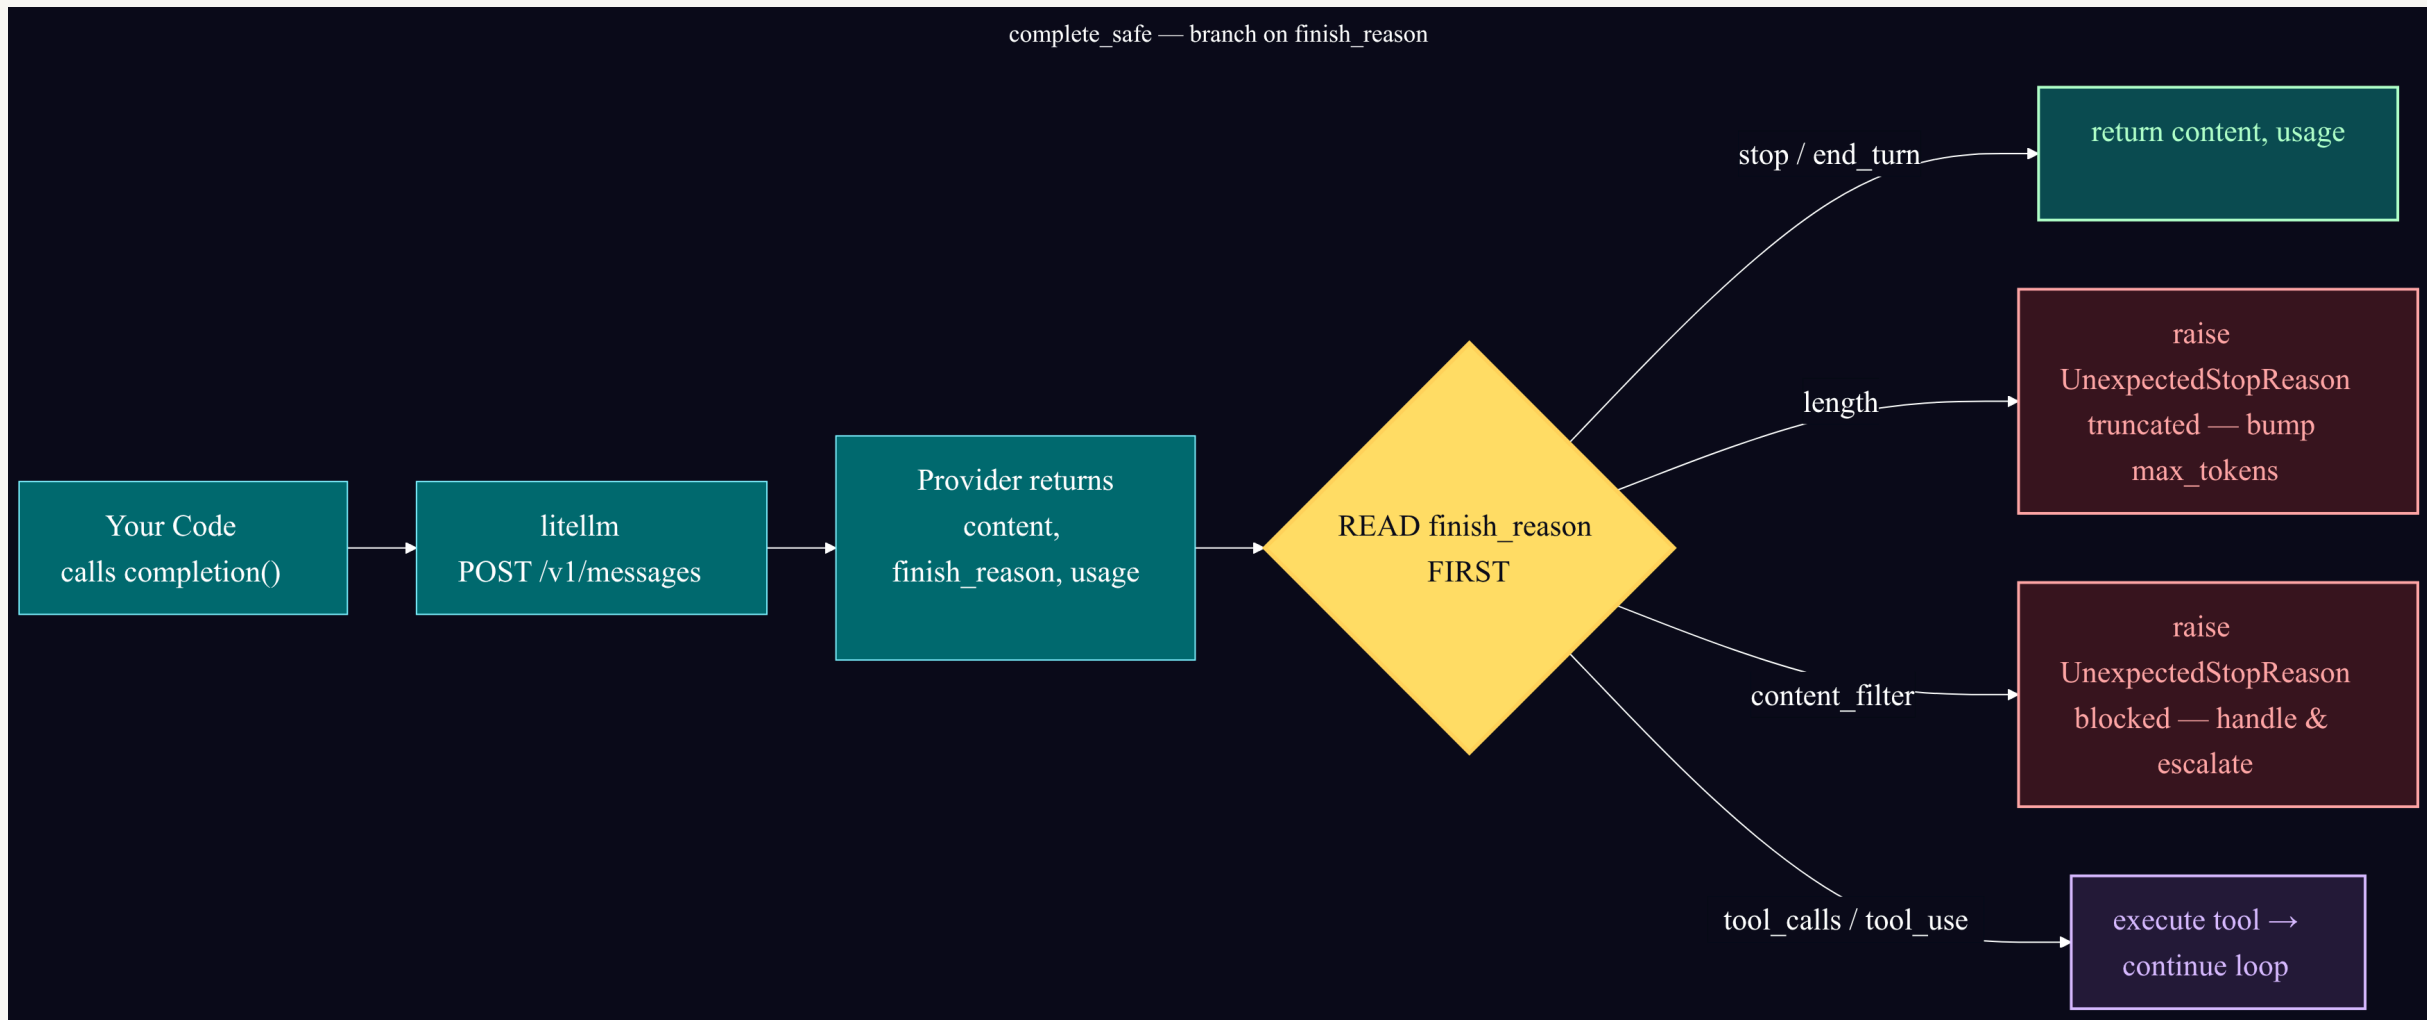 complete_safe — branch on finish_reason
Your Code
calls completion()
litellm
POST /v1/messages
Provider returns
content,
finish_reason, usage
READ finish_reason
FIRST
stop / end_turn
return content, usage
length
raise
UnexpectedStopReason
truncated — bump
max_tokens
content_filter
raise
UnexpectedStopReason
blocked — handle &
escalate
tool_calls / tool_use
execute tool →
continue loop